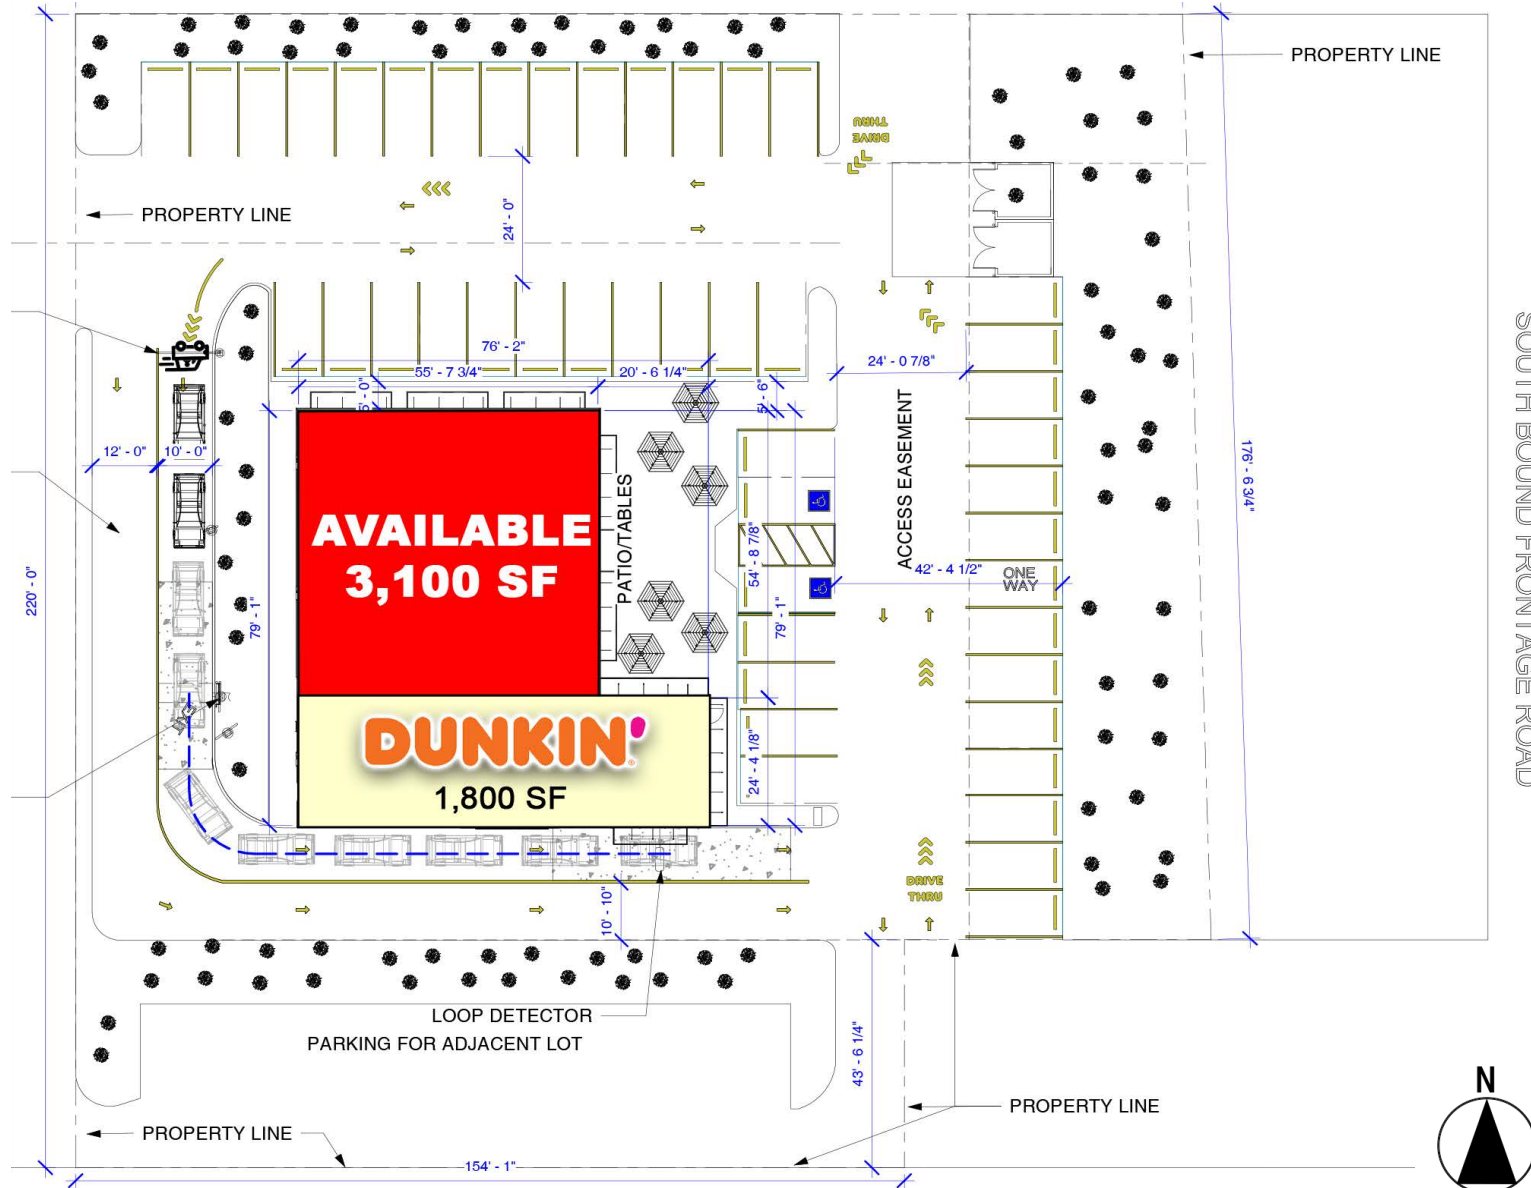 PROPERTY LINE
DRIVE
THRU
PROPERTY LINE
24' - 0"
76' - 2"
55' - 7 3/4"
20' - 6 1/4"
5' - 6"
24' - 0 7/8"
12' - 0"
10' - 0"
220' - 0"
AVAILABLE
3,100 SF
PATIO/TABLES
ACCESS EASEMENT
54' - 8 7/8"
79' - 1"
79' - 1"
42' - 4 1/2"
ONE
WAY
176' - 6 3/4"
SOUTH BOUND FRONTAGE ROAD
DUNKIN'
1,800 SF
24' - 4 1/8"
DRIVE
THRU
10' - 10"
LOOP DETECTOR
PARKING FOR ADJACENT LOT
43' - 6 1/4"
PROPERTY LINE
PROPERTY LINE
154' - 1"
N